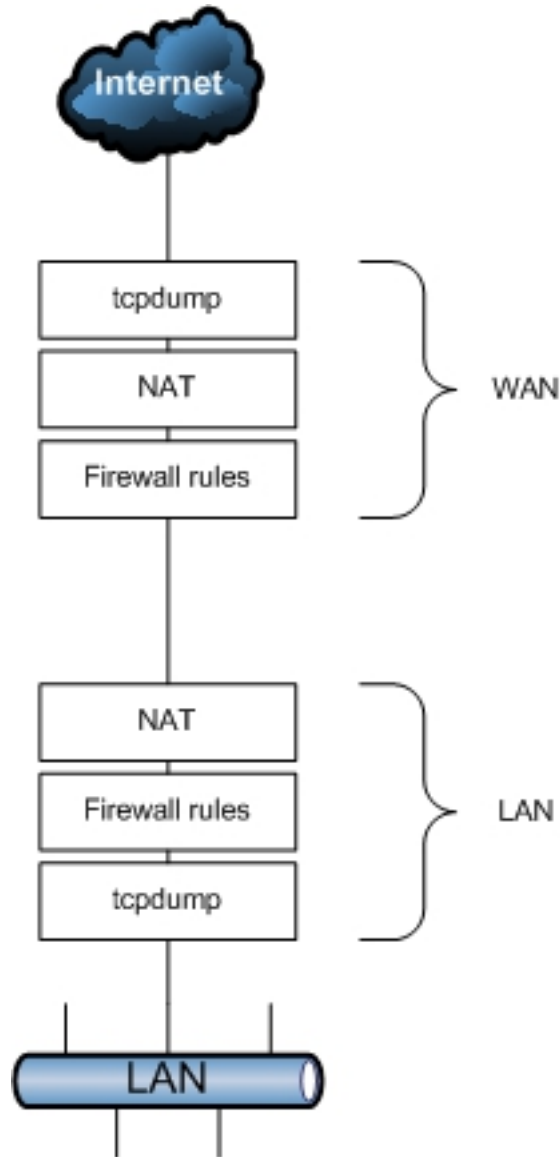 Internet
tcpdump
NAT
WAN
Firewall rules
NAT
Firewall rules
LAN
tcpdump
LAN